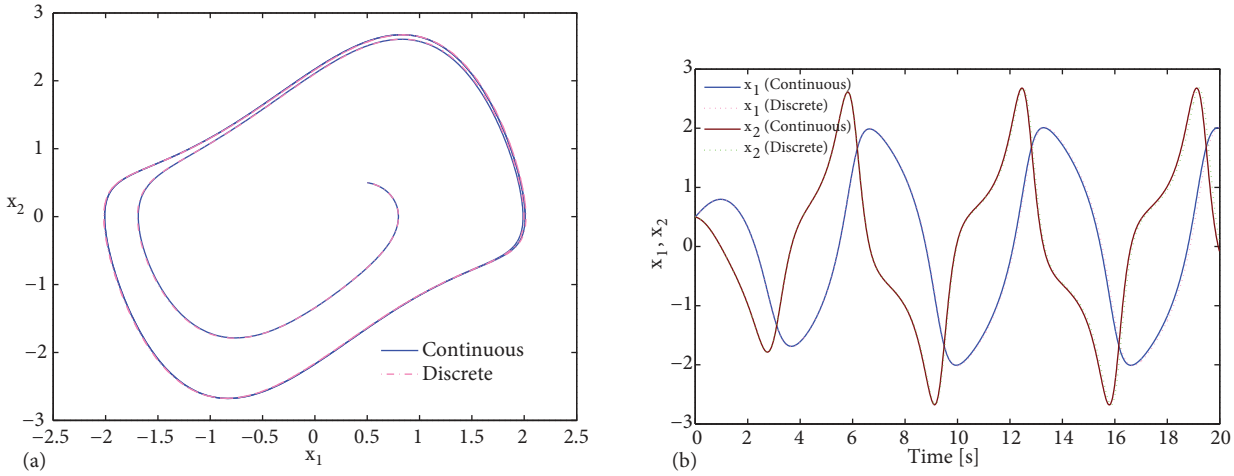 3
2
1
0
−1
−2
−3
x2
−2.5 −2 −1.5 −1 −0.5 0 0.5 1 1.5 2 2.5
x1
Continuous
Discrete
(a)
3
2
1
0
−1
−2
−3
x1, x2
x1 (Continuous)
x1 (Discrete)
x2 (Continuous)
x2 (Discrete)
0 2 4 6 8 10 12 14 16 18 20
Time [s]
(b)